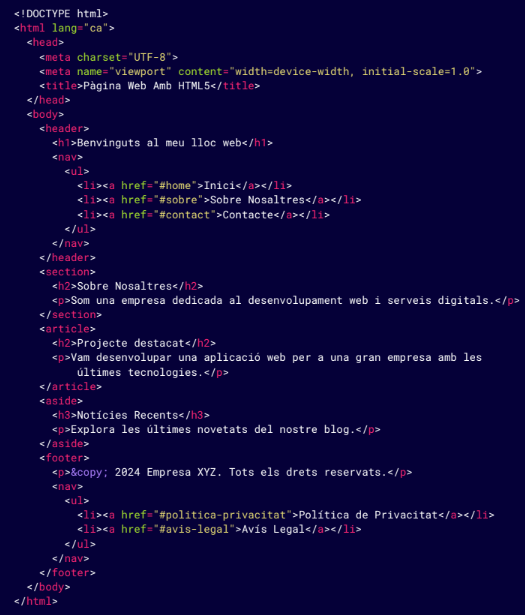 <!DOCTYPE html>
<html lang="ca">
<head>
<meta charset="UTF-8">
<meta name="viewport" content="width=device-width, initial-scale=1.0">
<title>Pàgina Web Amb HTML5</title>
</head>
<body>
<header>
<h1>Benvinguts al meu lloc web</h1>
<nav>
<ul>
<li><a href="#home">Inici</a></li>
<li><a href="#sobre">Sobre Nosaltres</a></li>
<li><a href="#contact">Contacte</a></li>
</ul>
</nav>
</header>
<section>
<h2>Sobre Nosaltres</h2>
<p>Som una empresa dedicada al desenvolupament web i serveis digitals.</p>
</section>
<article>
<h2>Projecte destacat</h2>
<p>Vam desenvolupar una aplicació web per a una gran empresa amb les
últimes tecnologies.</p>
</article>
<aside>
<h3>Notícies Recents</h3>
<p>Explora les últimes novetats del nostre blog.</p>
</aside>
<footer>
<p>&copy; 2024 Empresa XYZ. Tots els drets reservats.</p>
<nav>
<ul>
<li><a href="#politica-privacitat">Política de Privacitat</a></li>
<li><a href="#avis-legal">Avís Legal</a></li>
</ul>
</nav>
</footer>
</body>
</html>